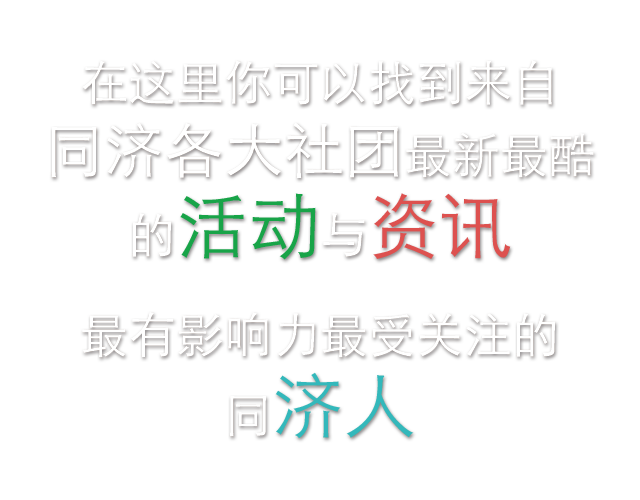 在这里你可以找到来自
同济各大社团最新最酷
的活动与资讯
最有影响力最受关注的
同济人